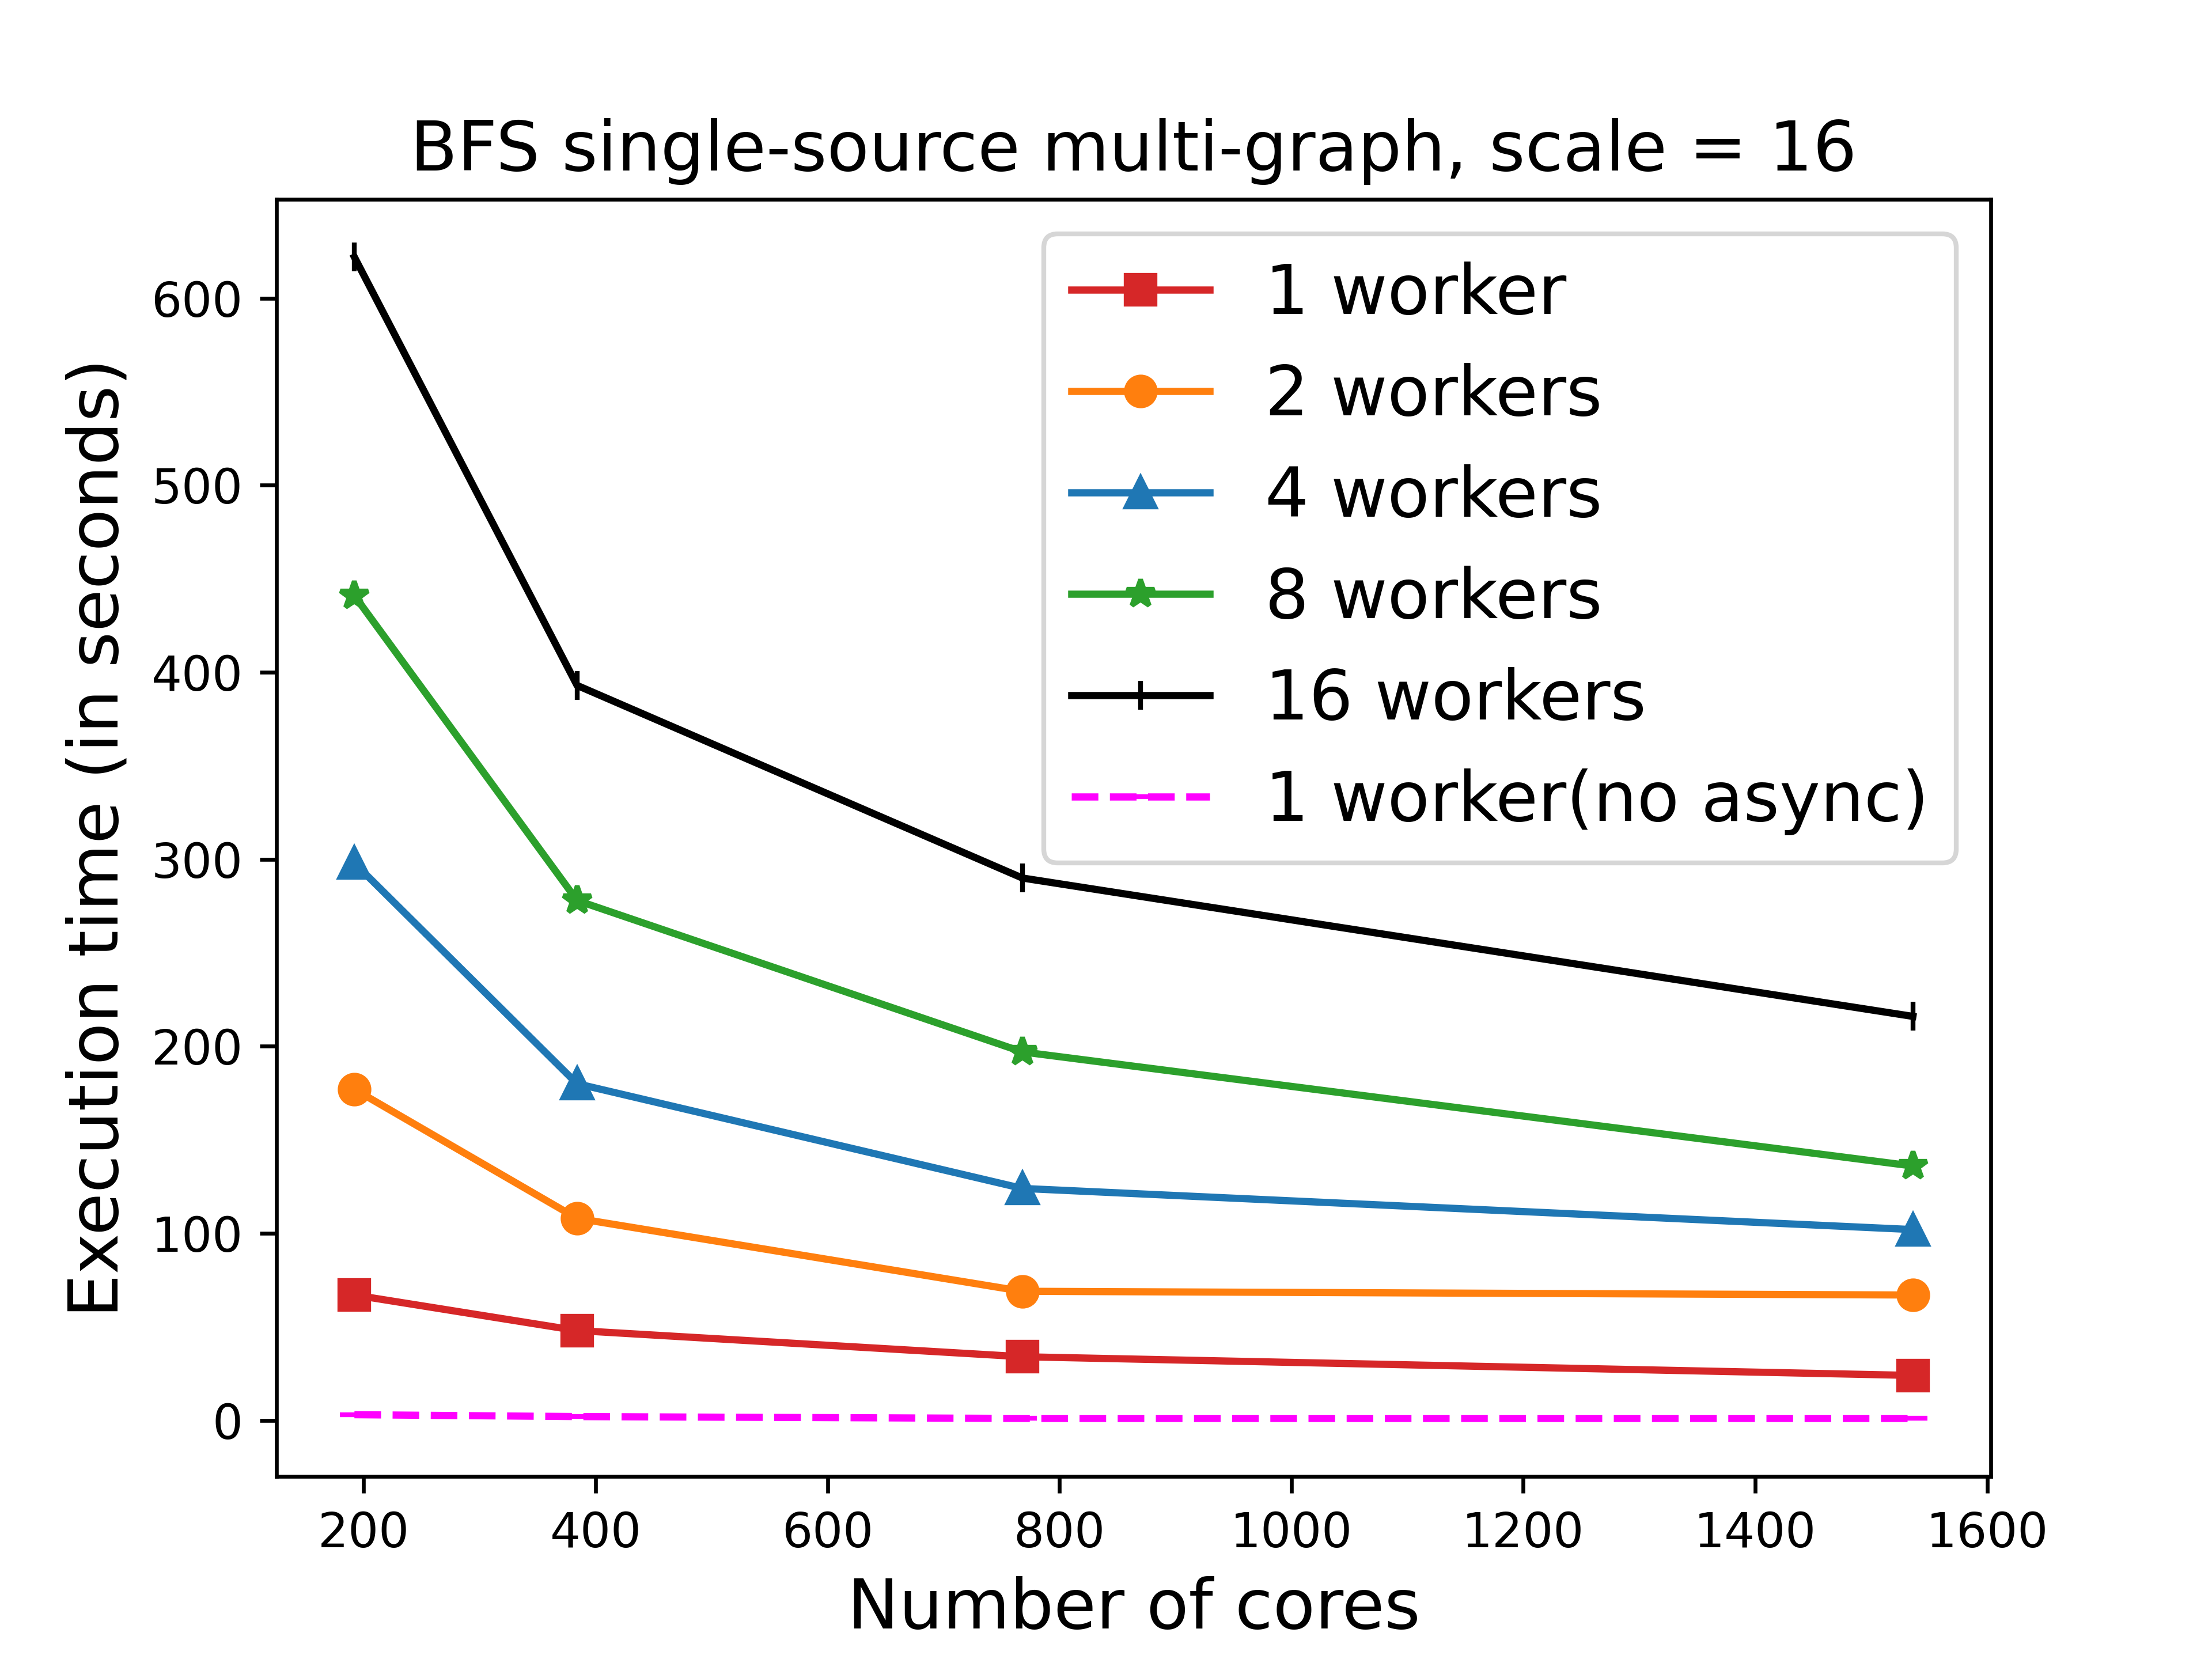 BFS single-source multi-graph, scale = 16
Execution time (in seconds)
600
500
400
300
200
100
0
1 worker
2 workers
4 workers
8 workers
16 workers
1 worker(no async)
200 400 600 800 1000 1200 1400 1600
Number of cores